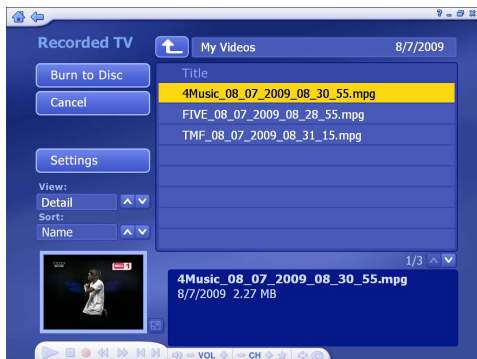 Recorded TV
My Videos 8/7/2009
Burn to Disc
Cancel
Settings
View:
Detail
Sort:
Name
Title
4Music_08_07_2009_08_30_55.mpg
FIVE_08_07_2009_08_28_55.mpg
TMF_08_07_2009_08_31_15.mpg
1/3
4Music_08_07_2009_08_30_55.mpg
8/7/2009 2.27 MB
VOL
CH